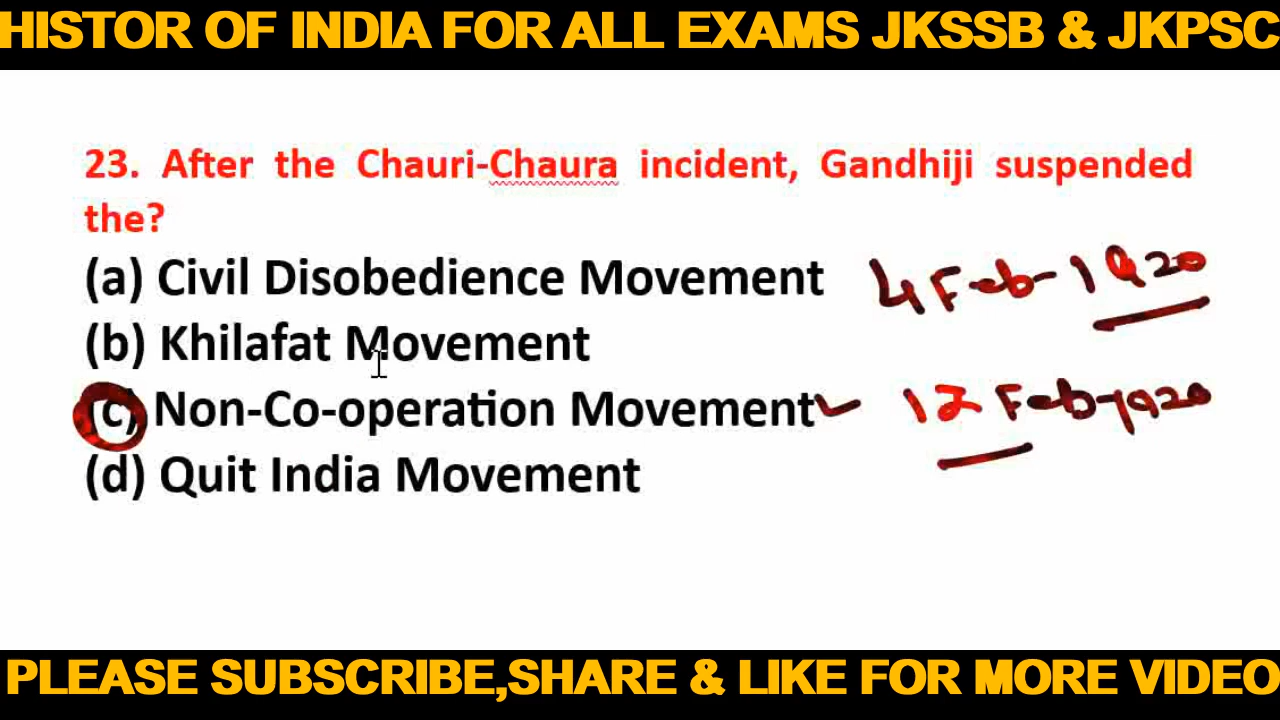 HISTOR OF INDIA FOR ALL EXAMS JKSSB & JKPSC
23. After the Chauri-Chaura incident, Gandhiji suspended
the?
(a) Civil Disobedience Movement
4 Feb-1920
(b) Khilafat Movement
(c) Non-Co-operation Movement
12 Feb-1920
(d) Quit India Movement
PLEASE SUBSCRIBE,SHARE & LIKE FOR MORE VIDEO